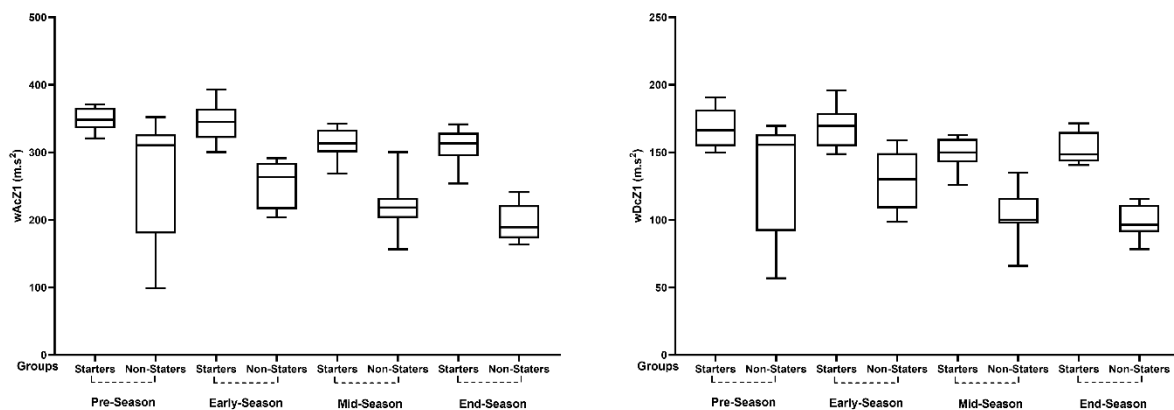 500
400
300
200
100
0
wAcZ1 (m.s²)
Groups
Starters Non-Staters Starters Non-Staters Starters Non-Staters Starters Non-Staters
Pre-Season Early-Season Mid-Season End-Season
250
200
150
100
50
0
wDcZ1 (m.s²)
Groups
Starters Non-Staters Starters Non-Staters Starters Non-Staters Starters Non-Staters
Pre-Season Early-Season Mid-Season End-Season